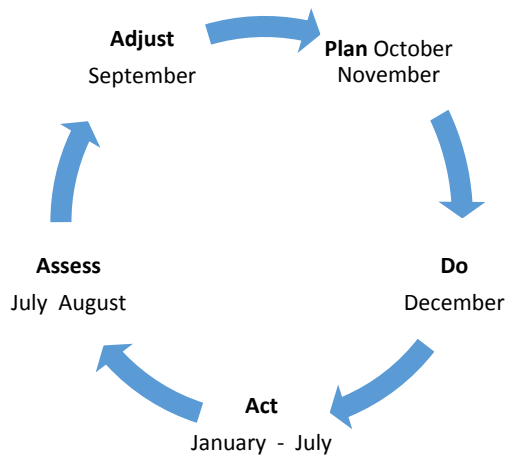 Adjust
September
Plan October
November
Do
December
Act
January - July
Assess
July August